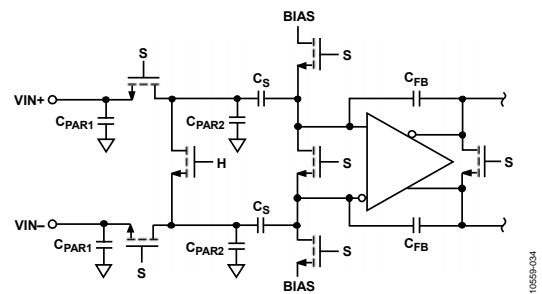 BIAS
S
S
VIN+
CPAR1
CS
CPAR2
CFB
H
S
S
VIN–
CPAR1
S
CS
CPAR2
S
BIAS
CFB
10559-034